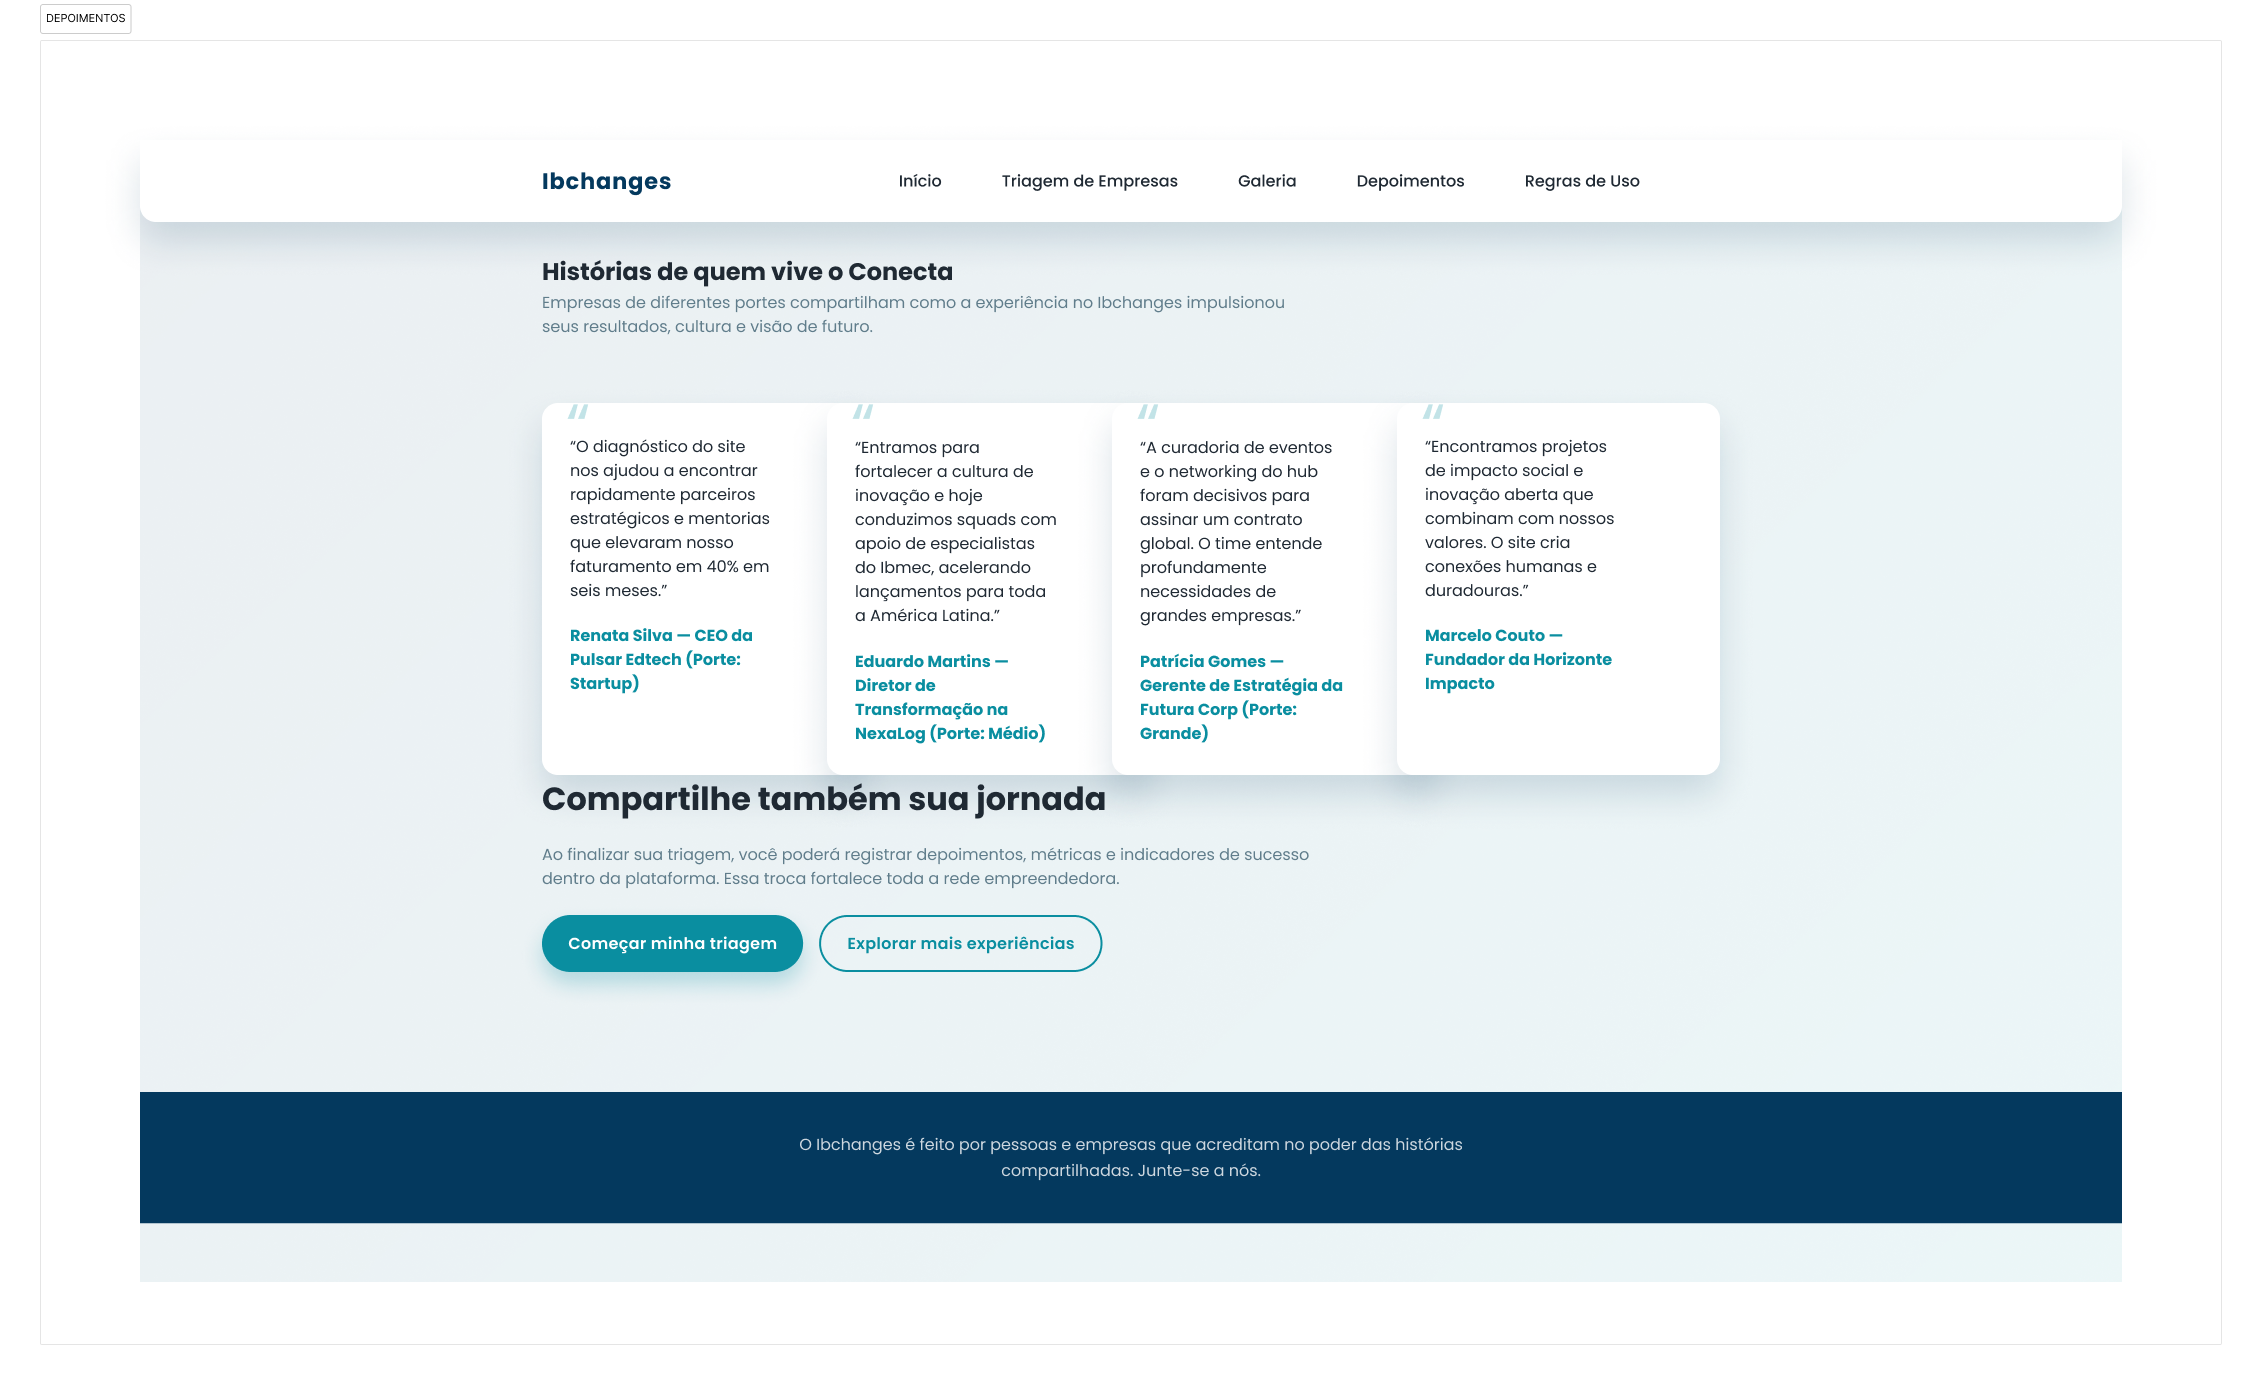 DEPOIMENTOS
Ibchanges
Início
Triagem de Empresas
Galeria
Depoimentos
Regras de Uso
Histórias de quem vive o Conecta
Empresas de diferentes portes compartilham como a experiência no Ibchanges impulsionou
seus resultados, cultura e visão de futuro.
“
“O diagnóstico do site
nos ajudou a encontrar
rapidamente parceiros
estratégicos e mentorias
que elevaram nosso
faturamento em 40% em
seis meses.”
Renata Silva — CEO da
Pulsar Edtech (Porte:
Startup)
“
“Entramos para
fortalecer a cultura de
inovação e hoje
conduzimos squads com
apoio de especialistas
do Ibmec, acelerando
lançamentos para toda
a América Latina.”
Eduardo Martins —
Diretor de
Transformação na
NexaLog (Porte: Médio)
“
“A curadoria de eventos
e o networking do hub
foram decisivos para
assinar um contrato
global. O time entende
profundamente
necessidades de
grandes empresas.”
Patrícia Gomes —
Gerente de Estratégia da
Futura Corp (Porte:
Grande)
“
“Encontramos projetos
de impacto social e
inovação aberta que
combinam com nossos
valores. O site cria
conexões humanas e
duradouras.”
Marcelo Couto —
Fundador da Horizonte
Impacto
Compartilhe também sua jornada
Ao finalizar sua triagem, você poderá registrar depoimentos, métricas e indicadores de sucesso
dentro da plataforma. Essa troca fortalece toda a rede empreendedora.
Começar minha triagem
Explorar mais experiências
O Ibchanges é feito por pessoas e empresas que acreditam no poder das histórias
compartilhadas. Junte-se a nós.